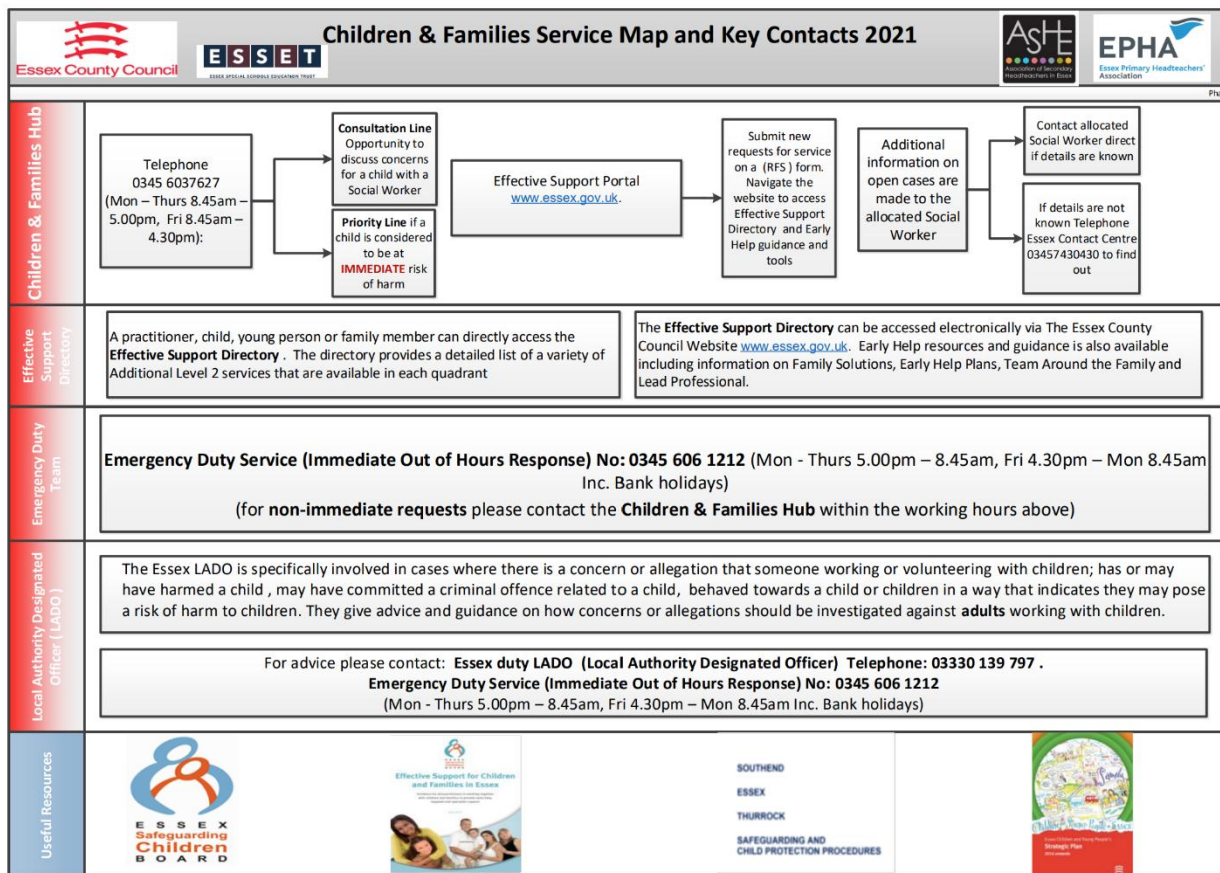 Children & Families Service Map and Key Contacts 2021
Essex County Council
ESSET
ESSEX SPECIAL SCHOOLS EDUCATION TRUST
ASHE
Association of Secondary
Headteachers in Essex
EPHA
Essex Primary Headteachers'
Association
Pha
Children & Families Hub
Telephone
0345 6037627
(Mon – Thurs 8.45am –
5.00pm, Fri 8.45am –
4.30pm):
Consultation Line
Opportunity to
discuss concerns
for a child with a
Social Worker
Priority Line if a
child is considered
to be at
IMMEDIATE risk
of harm
Effective Support Portal
www.essex.gov.uk.
Submit new
requests for service
on a (RFS ) form.
Navigate the
website to access
Effective Support
Directory and Early
Help guidance and
tools
Additional
information on
open cases are
made to the
allocated Social
Worker
Contact allocated
Social Worker direct
if details are known
If details are not
known Telephone
Essex Contact Centre
03457430430 to find
out
Effective
Support
Directory
A practitioner, child, young person or family member can directly access the
Effective Support Directory . The directory provides a detailed list of a variety of
Additional Level 2 services that are available in each quadrant
The Effective Support Directory can be accessed electronically via The Essex County
Council Website www.essex.gov.uk. Early Help resources and guidance is also available
including information on Family Solutions, Early Help Plans, Team Around the Family and
Lead Professional.
Emergency Duty
Team
Emergency Duty Service (Immediate Out of Hours Response) No: 0345 606 1212 (Mon - Thurs 5.00pm – 8.45am, Fri 4.30pm – Mon 8.45am
Inc. Bank holidays)
(for non-immediate requests please contact the Children & Families Hub within the working hours above)
Local Authority Designated
Officer ( LADO )
The Essex LADO is specifically involved in cases where there is a concern or allegation that someone working or volunteering with children; has or may
have harmed a child , may have committed a criminal offence related to a child, behaved towards a child or children in a way that indicates they may pose
a risk of harm to children. They give advice and guidance on how concerns or allegations should be investigated against adults working with children.
For advice please contact: Essex duty LADO (Local Authority Designated Officer) Telephone: 03330 139 797 .
Emergency Duty Service (Immediate Out of Hours Response) No: 0345 606 1212
(Mon - Thurs 5.00pm – 8.45am, Fri 4.30pm – Mon 8.45am Inc. Bank holidays)
Useful Resources
ESSEX
Safeguarding
Children
BOARD
Effective Support for Children
and Families in Essex
SOUTHEND
ESSEX
THURROCK
SAFEGUARDING AND
CHILD PROTECTION PROCEDURES
Essex Children and Young People's
Strategic Plan